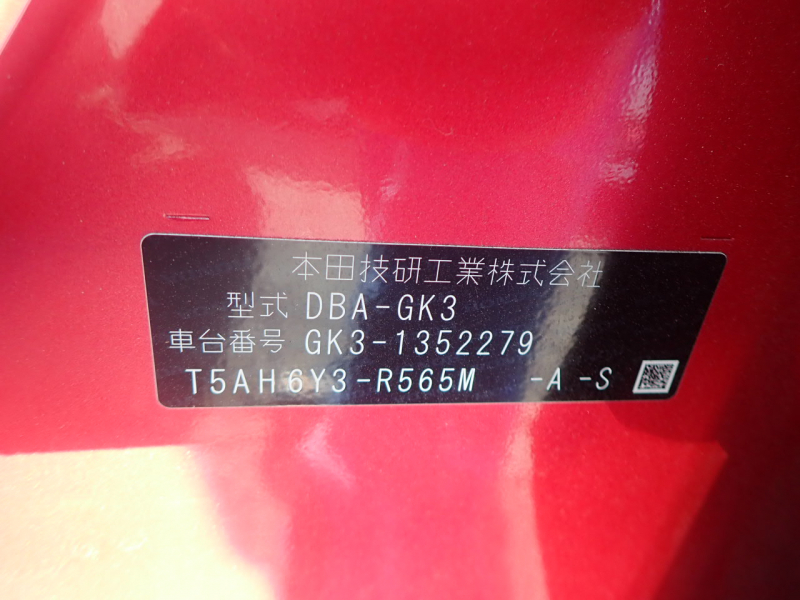 本田技研工業株式会社
型式 DBA-GK3
車台番号 GK3-1352279
T5AH6Y3-R565M -A -S